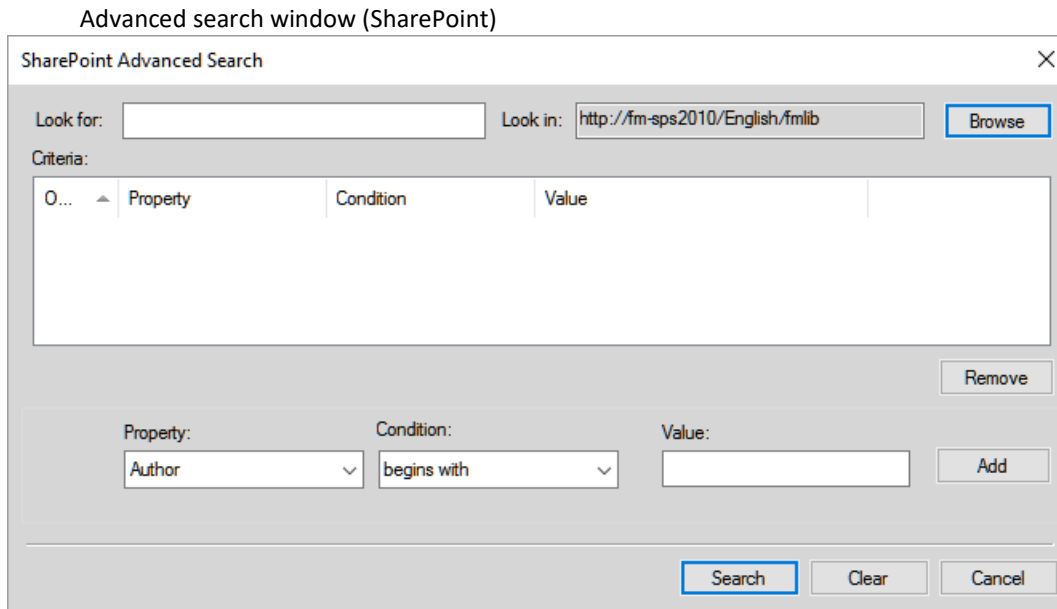 Advanced search window (SharePoint)
SharePoint Advanced Search
Look for: Look in: http://fm-sps2010/English/fmlib Browse
Criteria:
O... Property Condition Value
Remove
Property: Condition: Value:
Author begins with Add
Search Clear Cancel